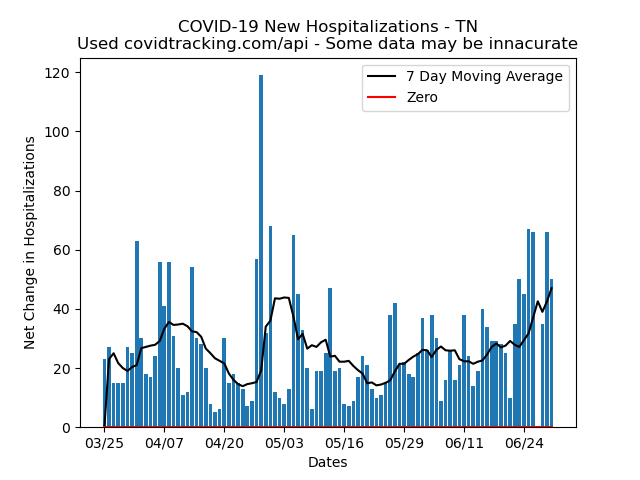 COVID-19 New Hospitalizations - TN
Used covidtracking.com/api - Some data may be innacurate
7 Day Moving Average
Zero
Net Change in Hospitalizations
120
100
80
60
40
20
0
03/25 04/07 04/20 05/03 05/16 05/29 06/11 06/24
Dates